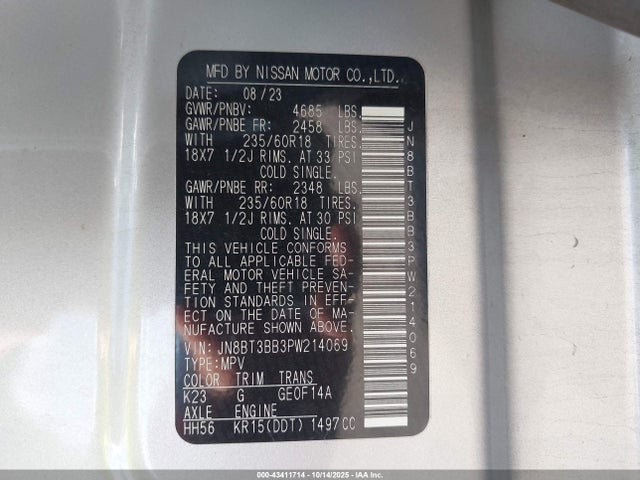 MFD BY NISSAN MOTOR CO.,LTD.
DATE: 08/23
GVWR/PNBV: 4685 LBS.
GAWR/PNBE FR: 2458 LBS.
WITH 235/60R18 TIRES.
18X7 1/2J RIMS. AT 33 PSI
COLD SINGLE.
GAWR/PNBE RR: 2348 LBS.
WITH 235/60R18 TIRES.
18X7 1/2J RIMS. AT 30 PSI
COLD SINGLE.
THIS VEHICLE CONFORMS
TO ALL APPLICABLE FED-
ERAL MOTOR VEHICLE SA-
FETY AND THEFT PREVEN-
TION STANDARDS IN EFF-
ECT ON THE DATE OF MA-
NUFACTURE SHOWN ABOVE.
VIN: JN8BT3BB3PW214069
TYPE:MPV
COLOR TRIM TRANS
K23 G GE0F14A
AXLE ENGINE
HH56 KR15(DDT) 1497CC
JN8BT3BB3PW214069
000-43411714 - 10/14/2025 - IAAI.com